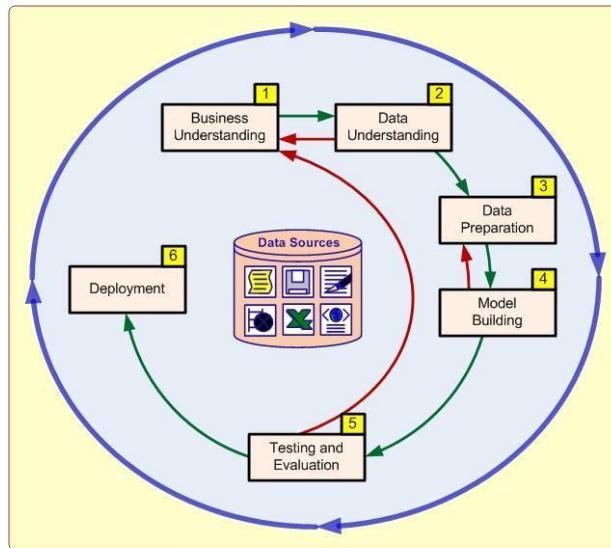 1
Business
Understanding
2
Data
Understanding
3
Data
Preparation
4
Model
Building
5
Testing and
Evaluation
6
Deployment
Data Sources